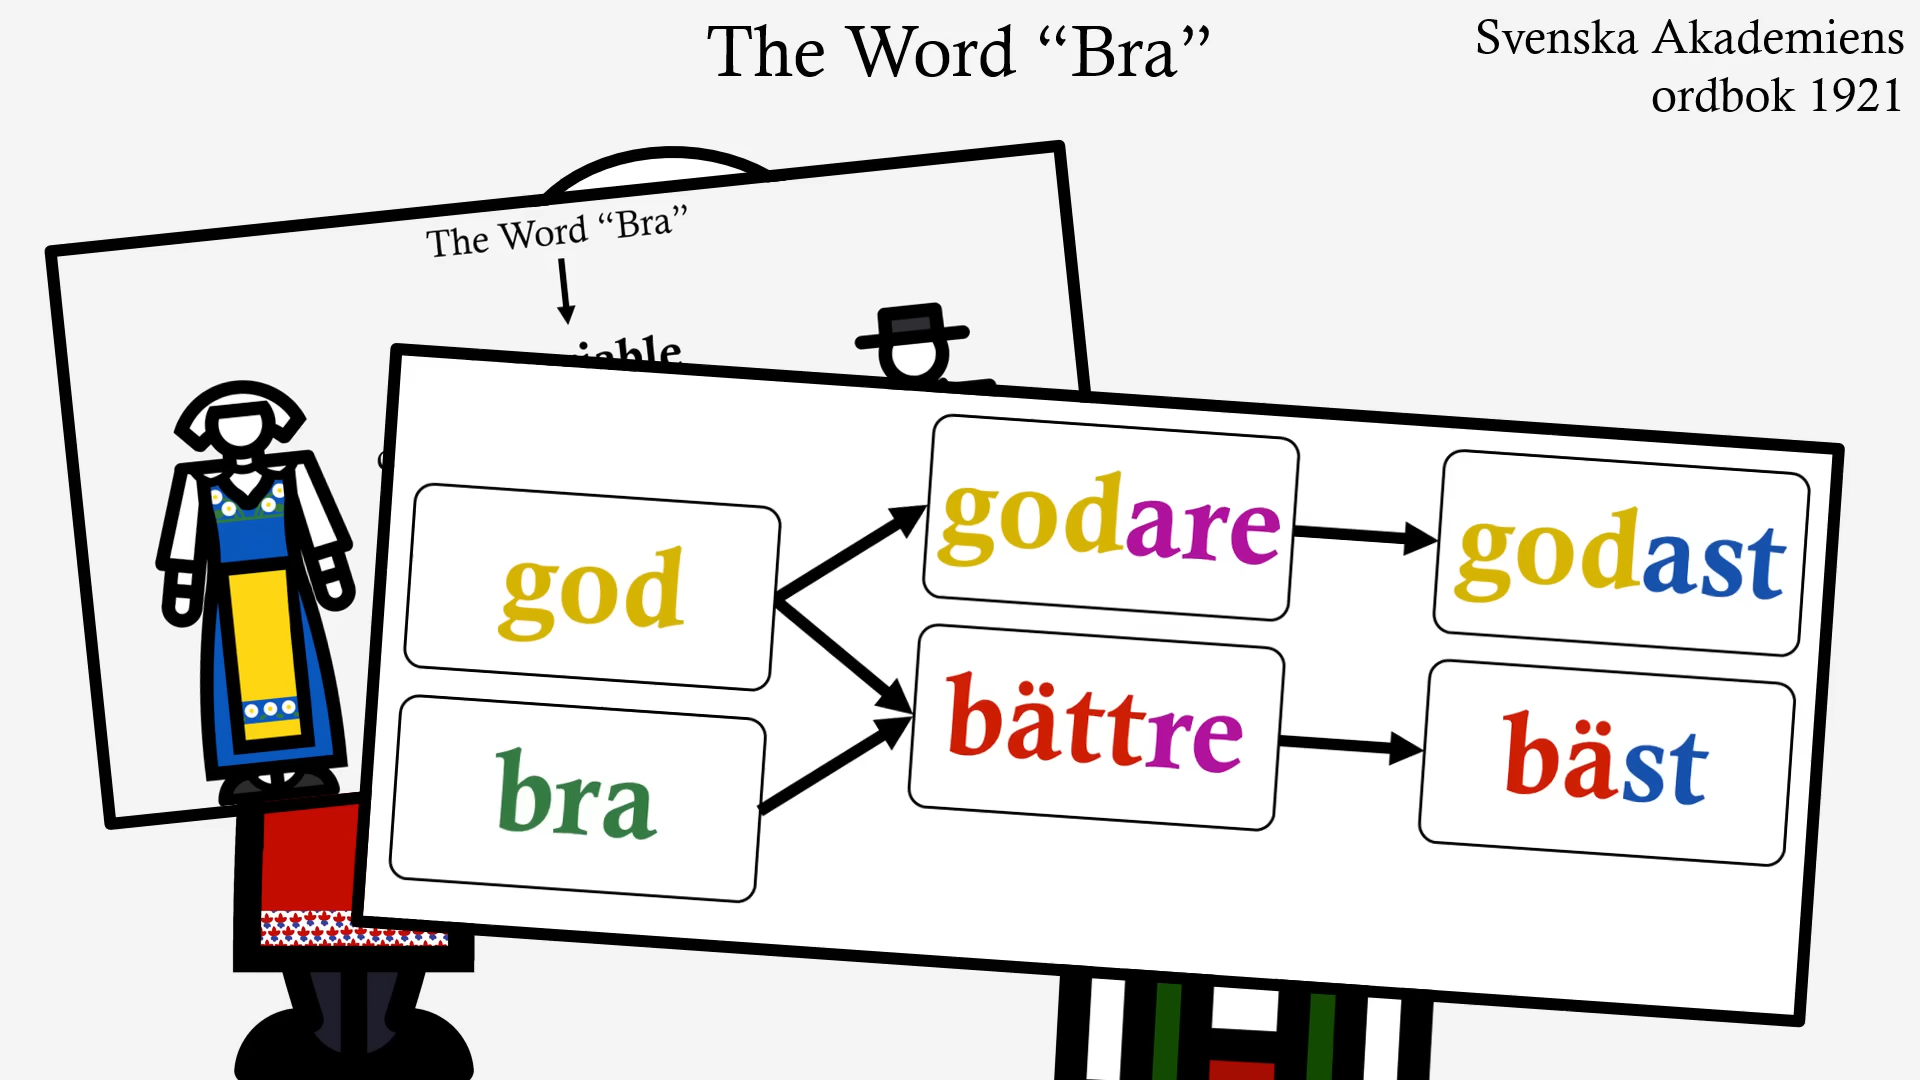 The Word “Bra”
Svenska Akademiens
ordbok 1921
The Word “Bra”
god
bra
godare
bättre
godast
bäst